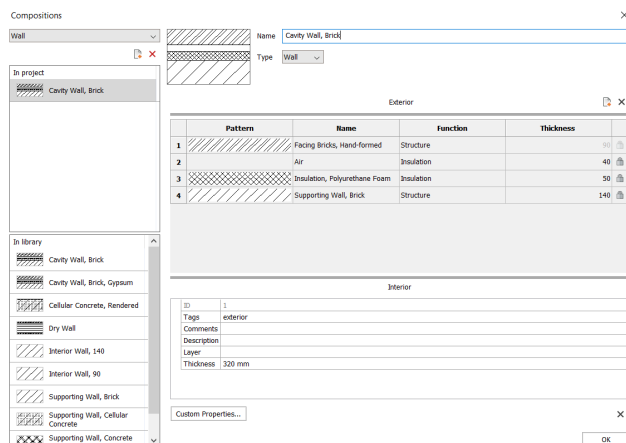 Compositions
Wall
Name Cavity Wall, Brick
Type Wall
In project
Cavity Wall, Brick
Exterior
Pattern Name Function Thickness
1 Facing Bricks, Hand-formed Structure 90
2 Air Insulation 40
3 Insulation, Polyurethane Foam Insulation 50
4 Supporting Wall, Brick Structure 140
In library
Cavity Wall, Brick
Cavity Wall, Brick, Gypsum
Cellular Concrete, Rendered
Dry Wall
Interior Wall, 140
Interior Wall, 90
Supporting Wall, Brick
Supporting Wall, Cellular
Concrete
Supporting Wall, Concrete
Interior
ID 1
Tags exterior
Comments
Description
Layer
Thickness 320 mm
Custom Properties...
OK